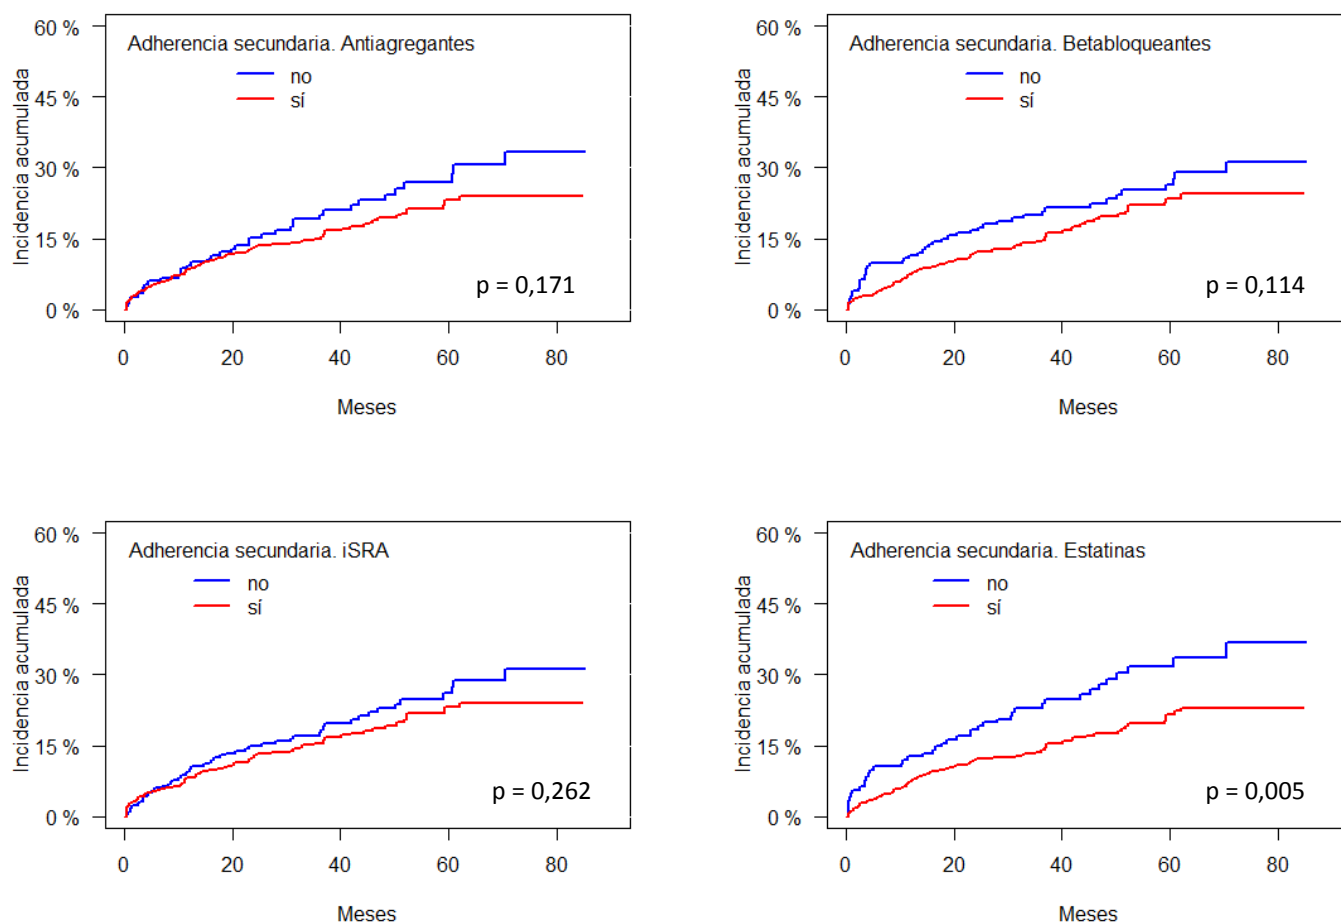 Adherencia secundaria. Antiagregantes
no
sí
Incidencia acumulada
60 %
45 %
30 %
15 %
0 %
p = 0,171
0 20 40 60 80
Meses
Adherencia secundaria. Betabloqueantes
no
sí
Incidencia acumulada
60 %
45 %
30 %
15 %
0 %
p = 0,114
0 20 40 60 80
Meses
Adherencia secundaria. iSRA
no
sí
Incidencia acumulada
60 %
45 %
30 %
15 %
0 %
p = 0,262
0 20 40 60 80
Meses
Adherencia secundaria. Estatinas
no
sí
Incidencia acumulada
60 %
45 %
30 %
15 %
0 %
p = 0,005
0 20 40 60 80
Meses